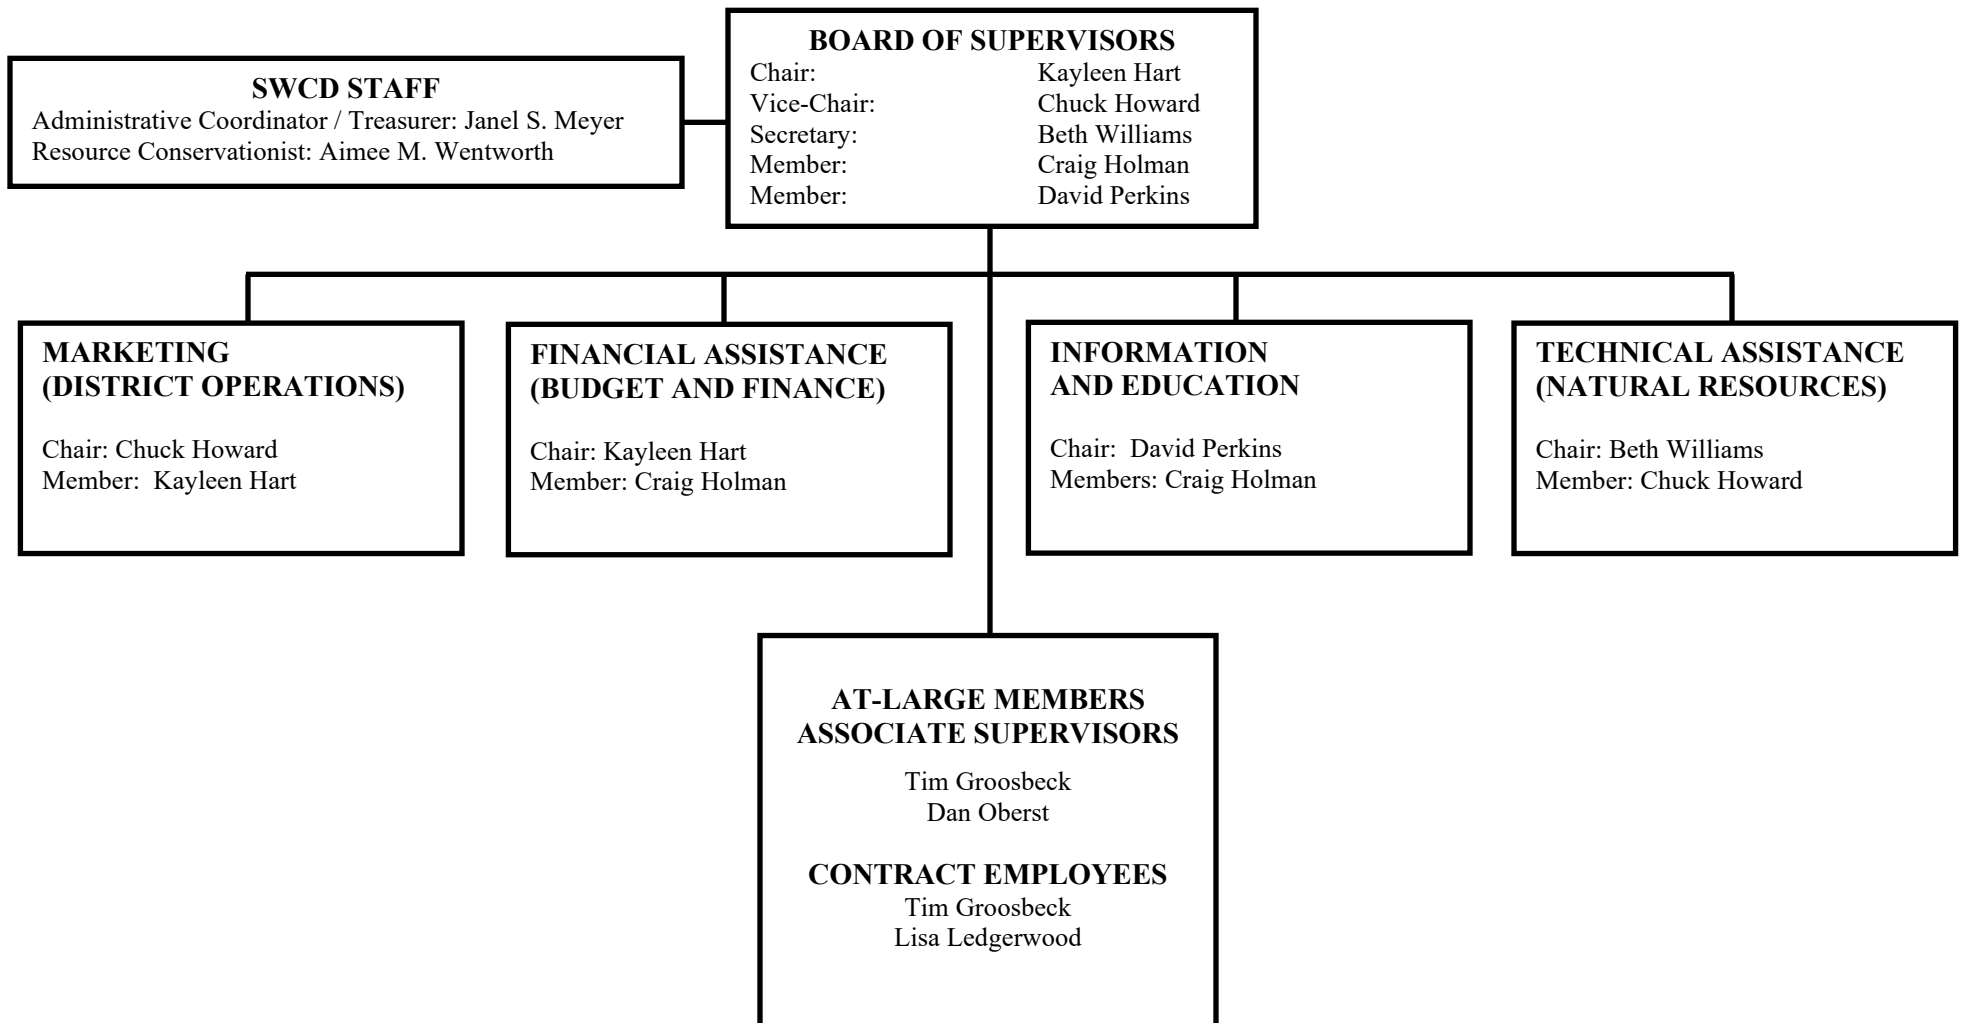 BOARD OF SUPERVISORS
Chair: Kayleen Hart
Vice-Chair: Chuck Howard
Secretary: Beth Williams
Member: Craig Holman
Member: David Perkins
SWCD STAFF
Administrative Coordinator / Treasurer: Janel S. Meyer
Resource Conservationist: Aimee M. Wentworth
MARKETING
(DISTRICT OPERATIONS)
Chair: Chuck Howard
Member:  Kayleen Hart
FINANCIAL ASSISTANCE
(BUDGET AND FINANCE)
Chair: Kayleen Hart
Member: Craig Holman
INFORMATION
AND EDUCATION
Chair:  David Perkins
Members: Craig Holman
TECHNICAL ASSISTANCE
(NATURAL RESOURCES)
Chair: Beth Williams
Member: Chuck Howard
AT-LARGE MEMBERS
ASSOCIATE SUPERVISORS
Tim Groosbeck
Dan Oberst
CONTRACT EMPLOYEES
Tim Groosbeck
Lisa Ledgerwood